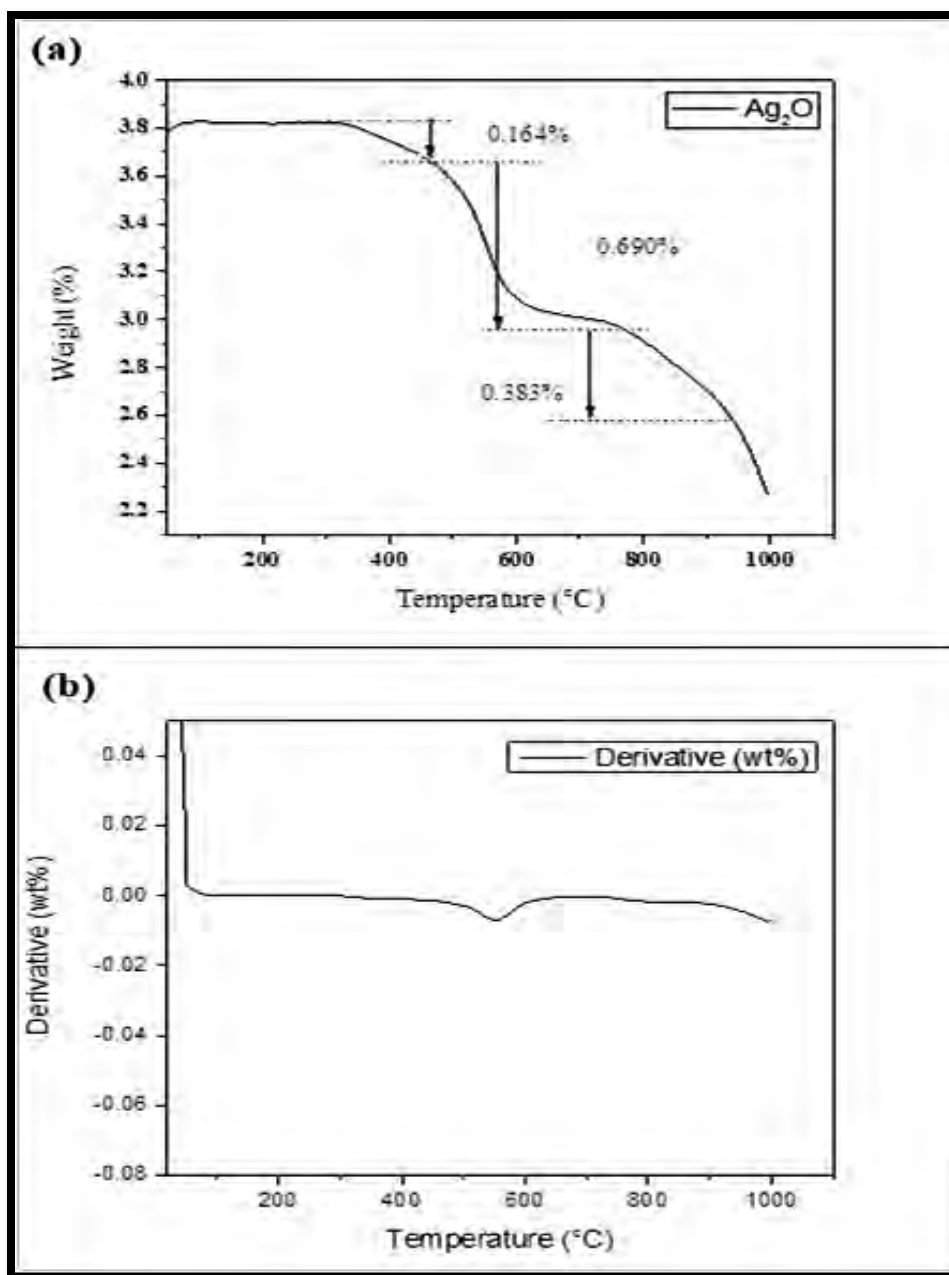 (a)
4.0
3.8
3.6
3.4
3.2
3.0
2.8
2.6
2.4
2.2
Weight (%)
Ag₂O
0.164%
0.690%
0.383%
200 400 600 800 1000
Temperature (°C)
(b)
0.04
0.02
0.00
-0.02
-0.04
-0.06
-0.08
Derivative (wt%)
Derivative (wt%)
200 400 600 800 1000
Temperature (°C)